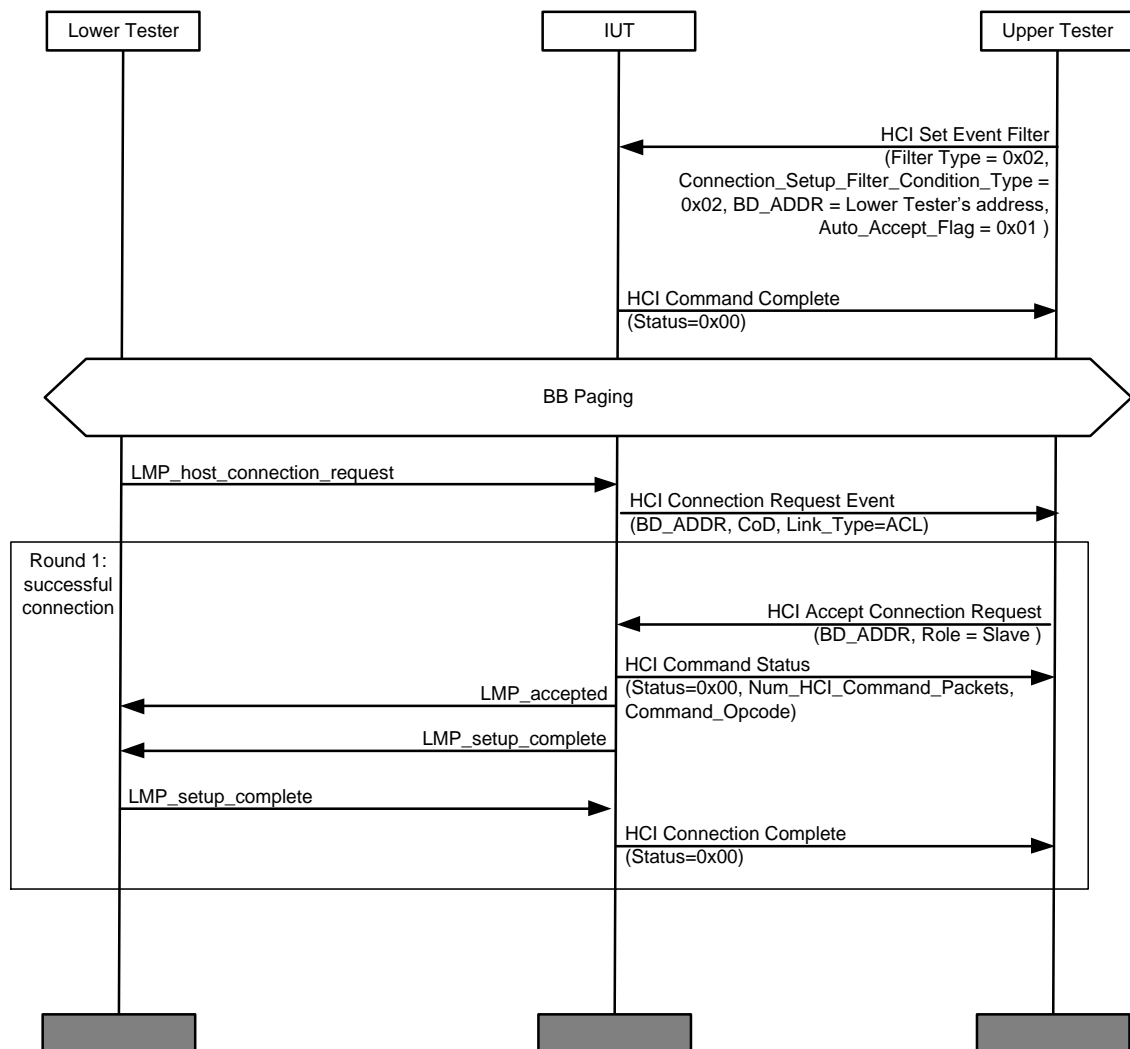 Lower Tester
IUT
Upper Tester
HCI Set Event Filter
(Filter Type = 0x02,
Connection_Setup_Filter_Condition_Type =
0x02, BD_ADDR = Lower Tester's address,
Auto_Accept_Flag = 0x01 )
HCI Command Complete
(Status=0x00)
BB Paging
LMP_host_connection_request
HCI Connection Request Event
(BD_ADDR, CoD, Link_Type=ACL)
Round 1:
successful
connection
HCI Accept Connection Request
(BD_ADDR, Role = Slave )
HCI Command Status
(Status=0x00, Num_HCI_Command_Packets,
Command_Opcode)
LMP_accepted
LMP_setup_complete
LMP_setup_complete
HCI Connection Complete
(Status=0x00)